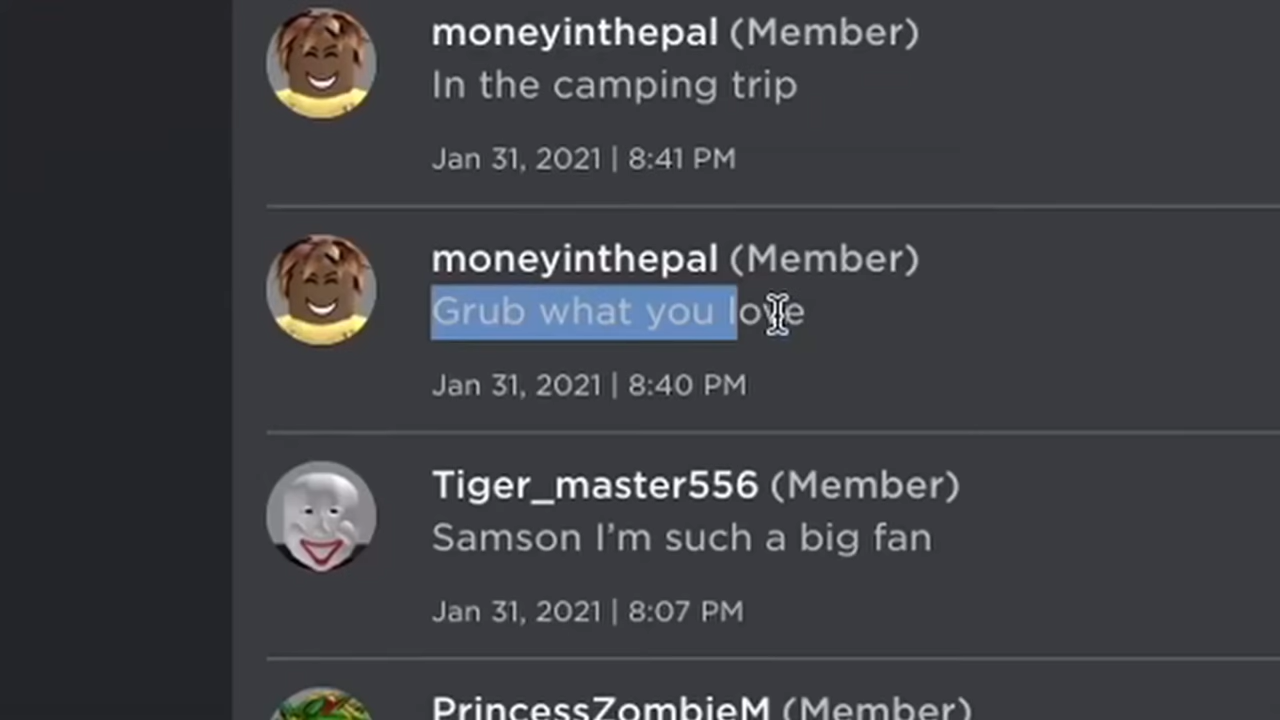 moneyinthepal (Member)
In the camping trip
Jan 31, 2021 | 8:41 PM
moneyinthepal (Member)
Grub what you love
Jan 31, 2021 | 8:40 PM
Tiger_master556 (Member)
Samson I'm such a big fan
Jan 31, 2021 | 8:07 PM
PrincessZombieM (Member)